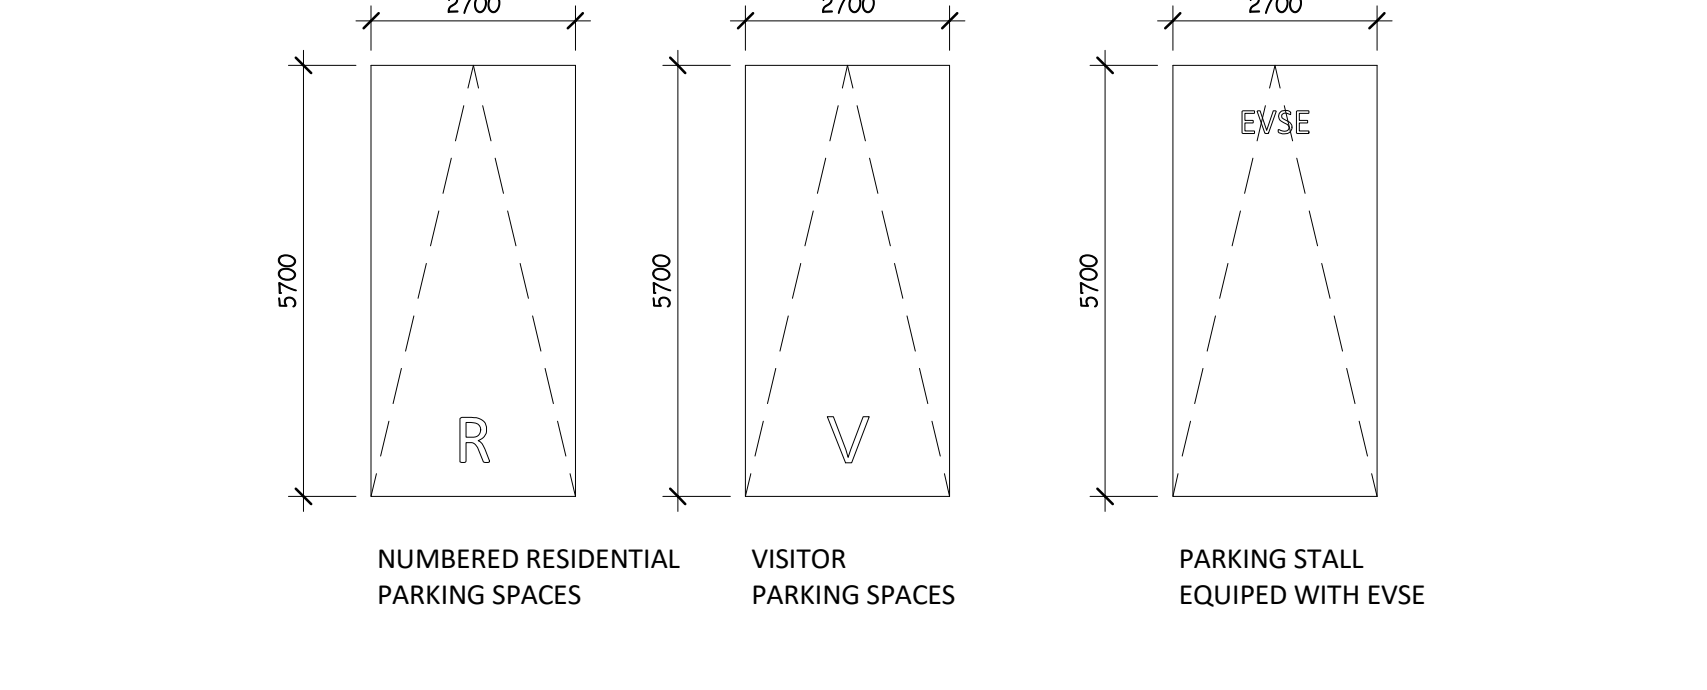 2700
2700
2700
EVSE
5700
5700
5700
R
V
NUMBERED RESIDENTIAL
PARKING SPACES
VISITOR
PARKING SPACES
PARKING STALL
EQUIPED WITH EVSE